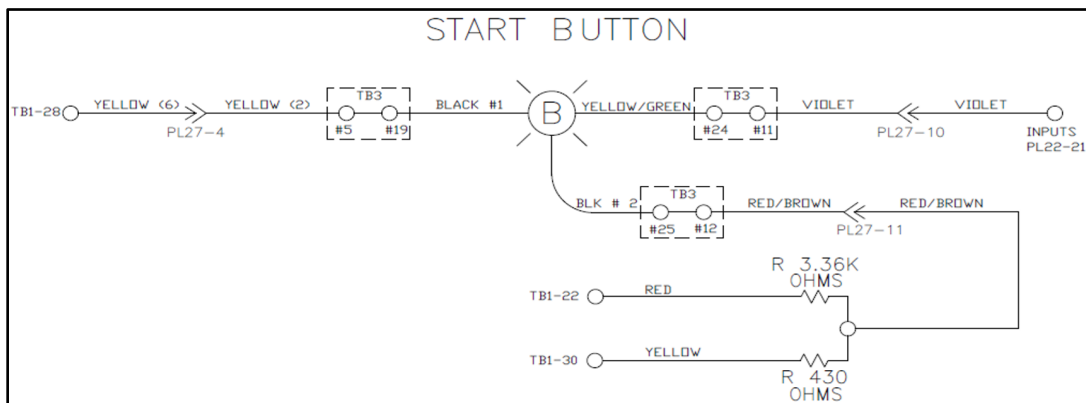 START BUTTON
TB1-28
YELLOW (6)
PL27-4
YELLOW (2)
TB3
#5 #19
BLACK #1
B
YELLOW/GREEN
TB3
#24 #11
VIOLET
PL27-10
VIOLET
INPUTS
PL22-21
BLK # 2
TB3
#25 #12
RED/BROWN
PL27-11
RED/BROWN
R 3.36K
OHMS
TB1-22
RED
TB1-30
YELLOW
R 430
OHMS